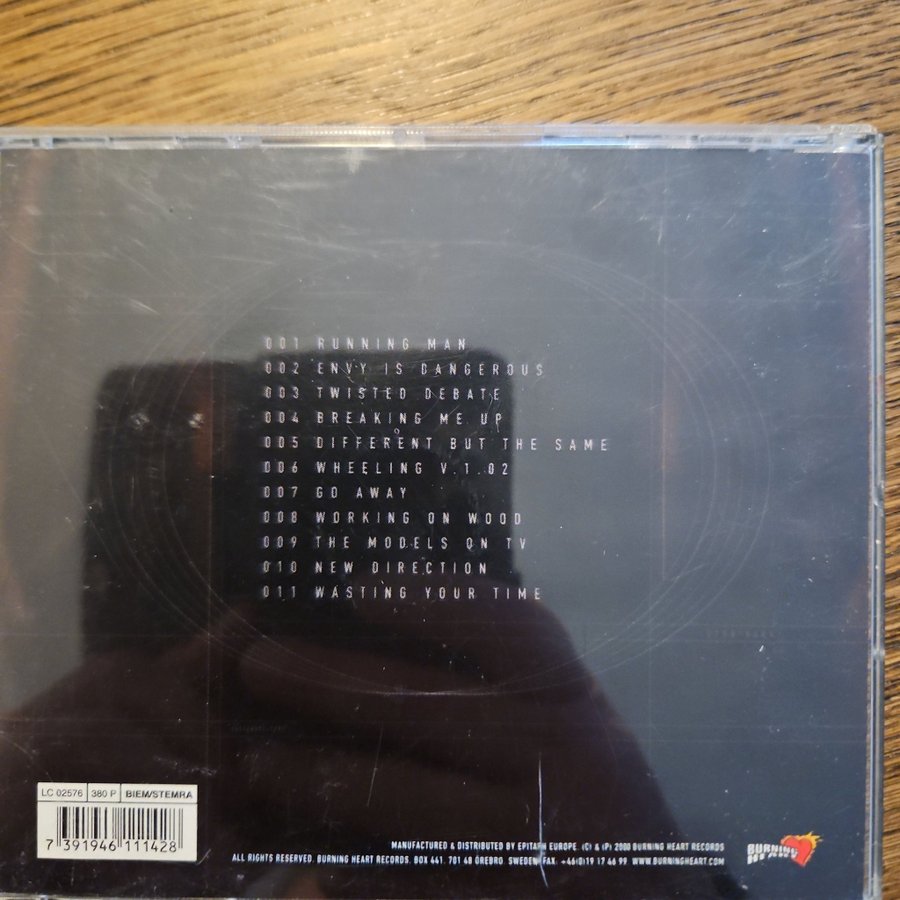 001 RUNNING MAN
002 ENVY IS DANGEROUS
003 TWISTED DEBATE
004 BREAKING ME UP
005 DIFFERENT BUT THE SAME
006 WHEELING V.1.02
007 GO AWAY
008 WORKING ON WOOD
009 THE MODELS ON TV
010 NEW DIRECTION
011 WASTING YOUR TIME
LC 02576 380 P BIEM/STEMRA
7 391946 111428
MANUFACTURED & DISTRIBUTED BY EPITAPH EUROPE. (C) & (P) 2000 BURNING HEART RECORDS
ALL RIGHTS RESERVED. BURNING HEART RECORDS. BOX 441. 701 48 ÖREBRO. SWEDEN. FAX: +46(0)19 17 46 99 WWW.BURNINGHEART.COM
BURNING
HEART